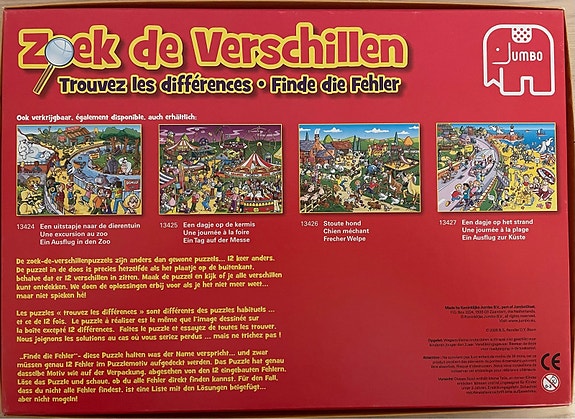 Zoek de Verschillen
Trouvez les différences • Finde die Fehler
JUMBO
Ook verkrijgbaar, également disponible, auch erhältlich:
13424 Een uitstapje naar de dierentuin
Une excursion au zoo
Ein Ausflug in den Zoo
13425 Een dagje op de kermis
Une journée à la foire
Ein Tag auf der Messe
13426 Stoute hond
Chien méchant
Frecher Welpe
13427 Een dagje op het strand
Une journée à la plage
Ein Ausflug zur Küste
De zoek-de-verschillenpuzzels zijn anders dan gewone puzzels... 12 keer anders.
De puzzel in de doos is precies hetzelfde als het plaatje op de buitenkant,
behalve dat er 12 verschillen in zitten. Maak de puzzel en kijk of je alle verschillen
kunt ontdekken. We doen de oplossingen erbij voor als je het niet meer weet...
maar niet spieken hè!
Les puzzles « trouvez les différences » sont différents des puzzles habituels ...
et ce de 12 fois. Le puzzle à réaliser est le même que l'image dessinée sur
la boîte excepté 12 différences. Faites le puzzle et essayez de toutes les trouver.
Nous joignons les solutions au cas où vous seriez perdus ... mais ne trichez pas !
„Finde die Fehler"- diese Puzzle halten was der Name verspricht... und zwar
müssen genau 12 Fehler im Puzzlemotiv aufgedeckt werden. Das Puzzle hat genau
dasselbe Motiv wie auf der Verpackung, abgesehen von den 12 eingebauten Fehlern.
Löse das Puzzle und schaue, ob du alle Fehler direkt finden kannst. Für den Fall,
dass du nicht alle Fehler findest, ist eine Liste mit den Lösungen beigefügt...
aber nicht mogeln!
CE
0-3